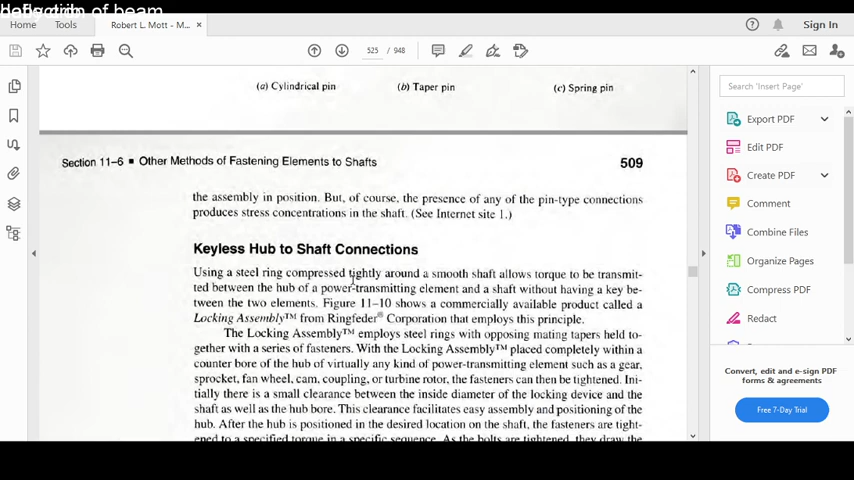 of beam
Home
Tools
Robert L. Mott - M...
×
Sign In
525 / 948
(a) Cylindrical pin
(b) Taper pin
(c) Spring pin
Section 11–6 ■ Other Methods of Fastening Elements to Shafts
509
the assembly in position. But, of course, the presence of any of the pin-type connections
produces stress concentrations in the shaft. (See Internet site 1.)
Keyless Hub to Shaft Connections
Using a steel ring compressed tightly around a smooth shaft allows torque to be transmit-
ted between the hub of a power-transmitting element and a shaft without having a key be-
tween the two elements. Figure 11–10 shows a commercially available product called a
Locking Assembly™ from Ringfeder® Corporation that employs this principle.
The Locking Assembly™ employs steel rings with opposing mating tapers held to-
gether with a series of fasteners. With the Locking Assembly™ placed completely within a
counter bore of the hub of virtually any kind of power-transmitting element such as a gear,
sprocket, fan wheel, cam, coupling, or turbine rotor, the fasteners can then be tightened. Ini-
tially there is a small clearance between the inside diameter of the locking device and the
shaft as well as the hub bore. This clearance facilitates easy assembly and positioning of the
hub. After the hub is positioned in the desired location on the shaft, the fasteners are tight-
ened to a specified torque in a specific sequence. As the bolts are tightened, they draw the
Search 'Insert Page'
Export PDF
Edit PDF
Create PDF
Comment
Combine Files
Organize Pages
Compress PDF
Redact
Convert, edit and e-sign PDF
forms & agreements
Free 7-Day Trial